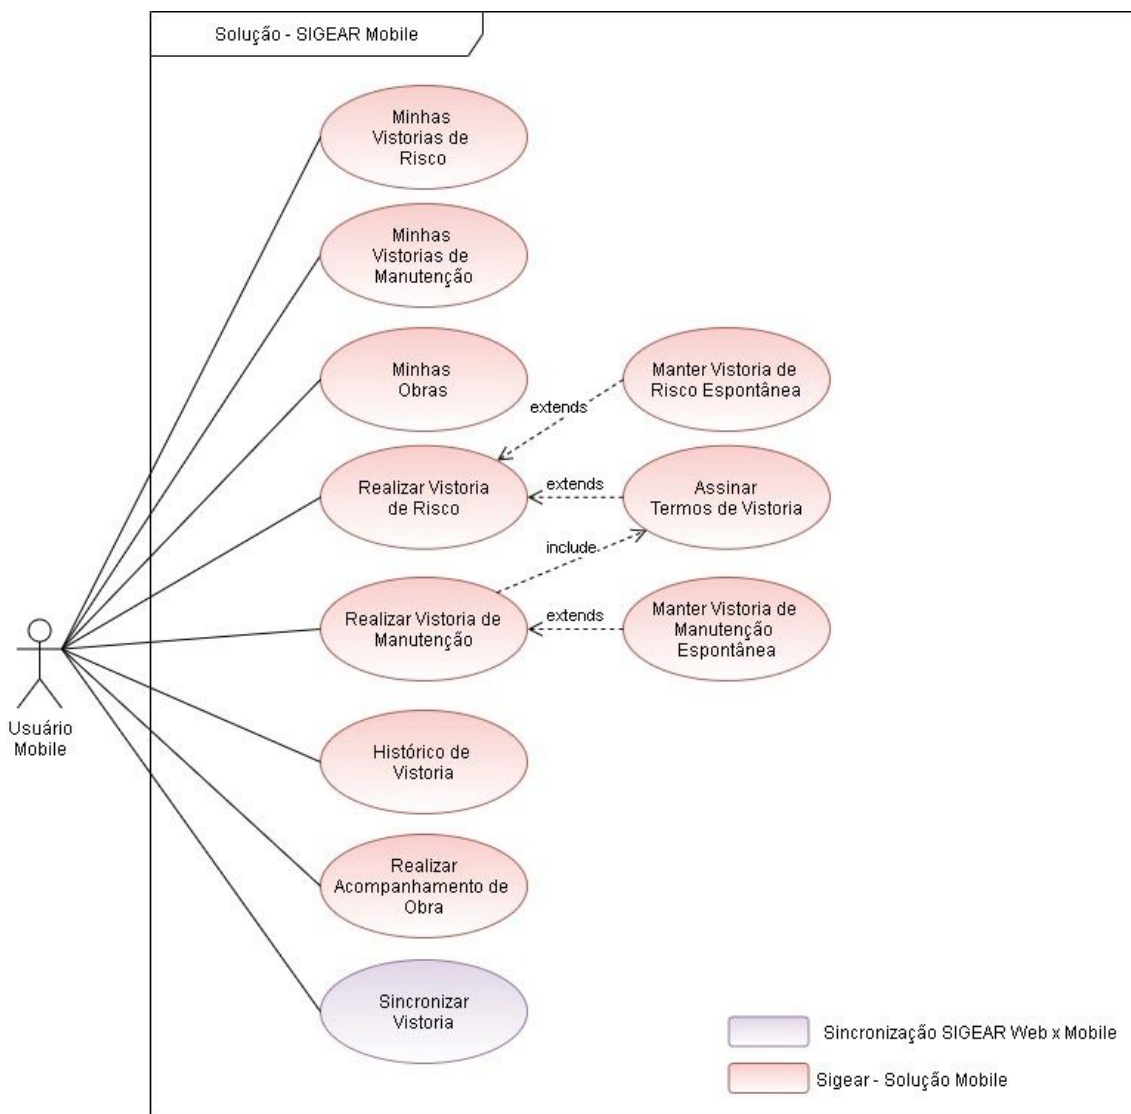 Solução - SIGEAR Mobile
Minhas
Vistorias de
Risco
Minhas
Vistorias de
Manutenção
Minhas
Obras
Manter Vistoria de
Risco Espontânea
extends
Realizar Vistoria
de Risco
extends
Assinar
Termos de Vistoria
include
Realizar Vistoria de
Manutenção
extends
Manter Vistoria de
Manutenção
Espontânea
Usuário
Mobile
Histórico de
Vistoria
Realizar
Acompanhamento de
Obra
Sincronizar
Vistoria
Sincronização SIGEAR Web x Mobile
Sigear - Solução Mobile